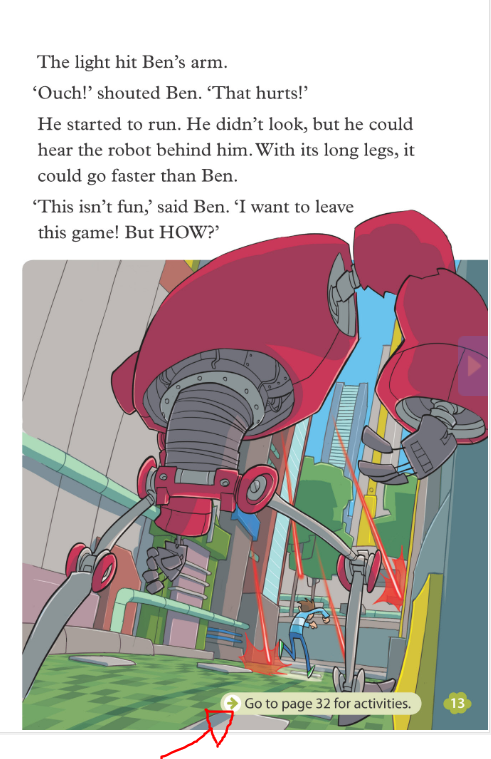 The light hit Ben’s arm.
‘Ouch!’ shouted Ben. ‘That hurts!’
He started to run. He didn’t look, but he could
hear the robot behind him. With its long legs, it
could go faster than Ben.
‘This isn’t fun,’ said Ben. ‘I want to leave
this game! But HOW?’
Go to page 32 for activities.
13